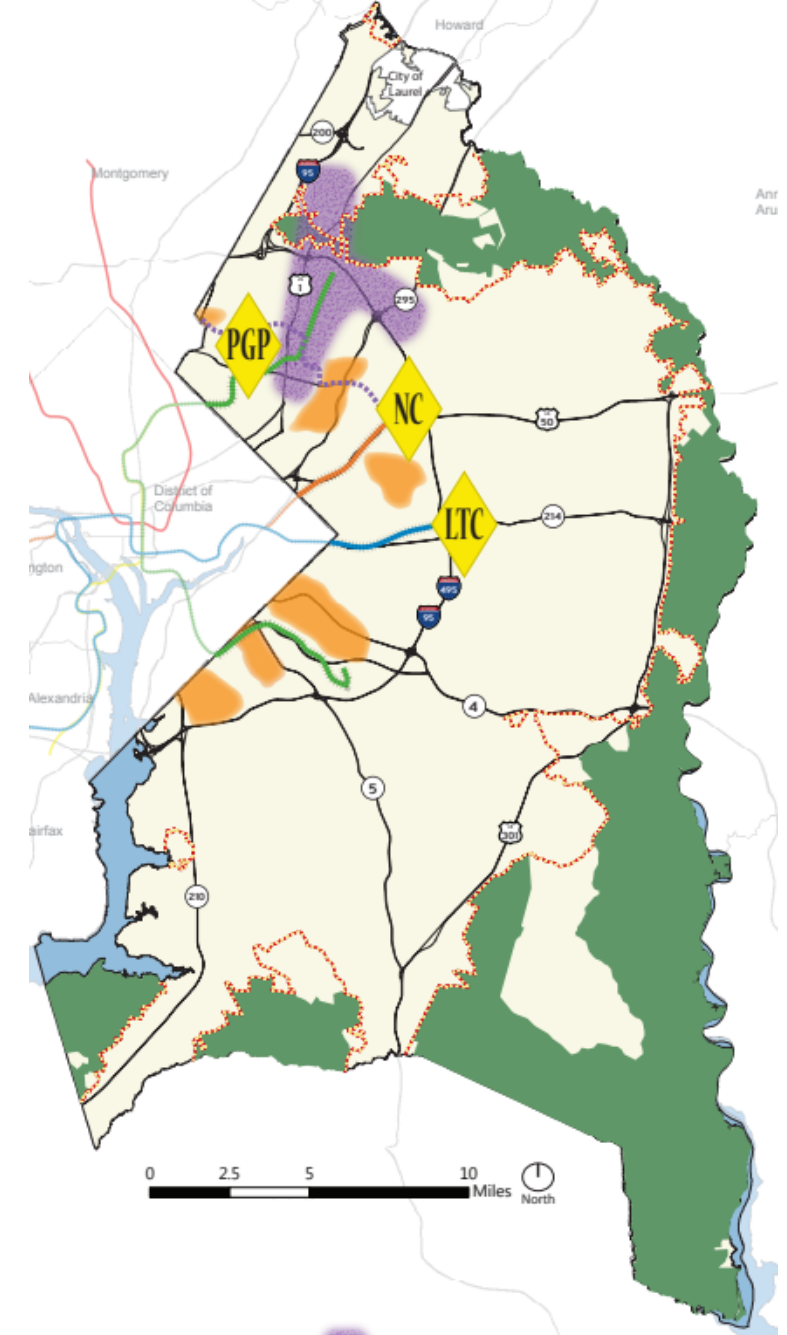 Howard
City of
Laurel
200
Montgomery
95
Ann
Aru
1
295
PGP
NC
50
District of
Columbia
LTC
214
ngton
495
95
Alexandria
4
5
airfax
301
210
0 2.5 5 10
Miles
North